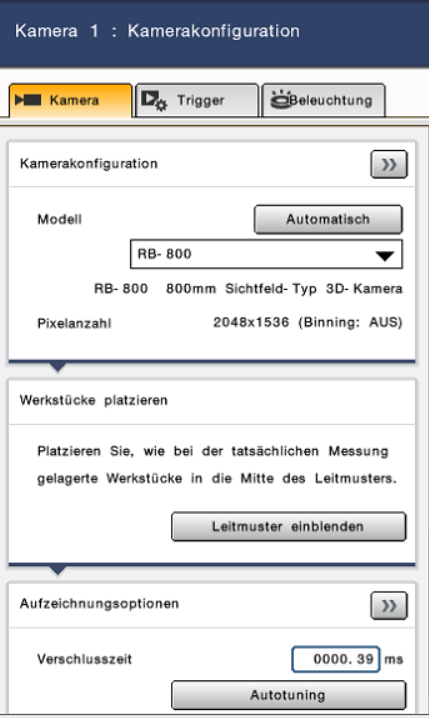 Kamera 1 : Kamerakonfiguration
Kamera
Trigger
Beleuchtung
Kamerakonfiguration
Modell
Automatisch
RB-800
RB-800 800mm Sichtfeld-Typ 3D-Kamera
Pixelanzahl 2048x1536 (Binning: AUS)
Werkstücke platzieren
Platzieren Sie, wie bei der tatsächlichen Messung
gelagerte Werkstücke in die Mitte des Leitmusters.
Leitmuster einblenden
Aufzeichnungsoptionen
Verschlusszeit 0000.39 ms
Autotuning